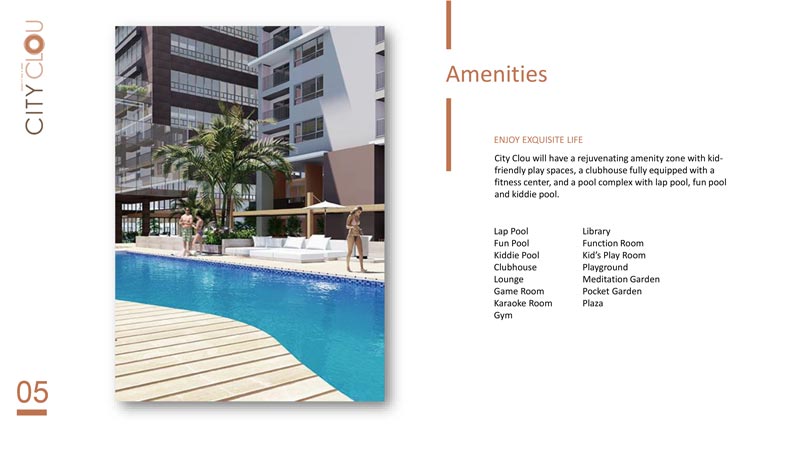 CITY CLOU
Amenities
ENJOY EXQUISITE LIFE
City Clou will have a rejuvenating amenity zone with kid-
friendly play spaces, a clubhouse fully equipped with a
fitness center, and a pool complex with lap pool, fun pool
and kiddie pool.
Lap Pool
Fun Pool
Kiddie Pool
Clubhouse
Lounge
Game Room
Karaoke Room
Gym
Library
Function Room
Kid's Play Room
Playground
Meditation Garden
Pocket Garden
Plaza
05